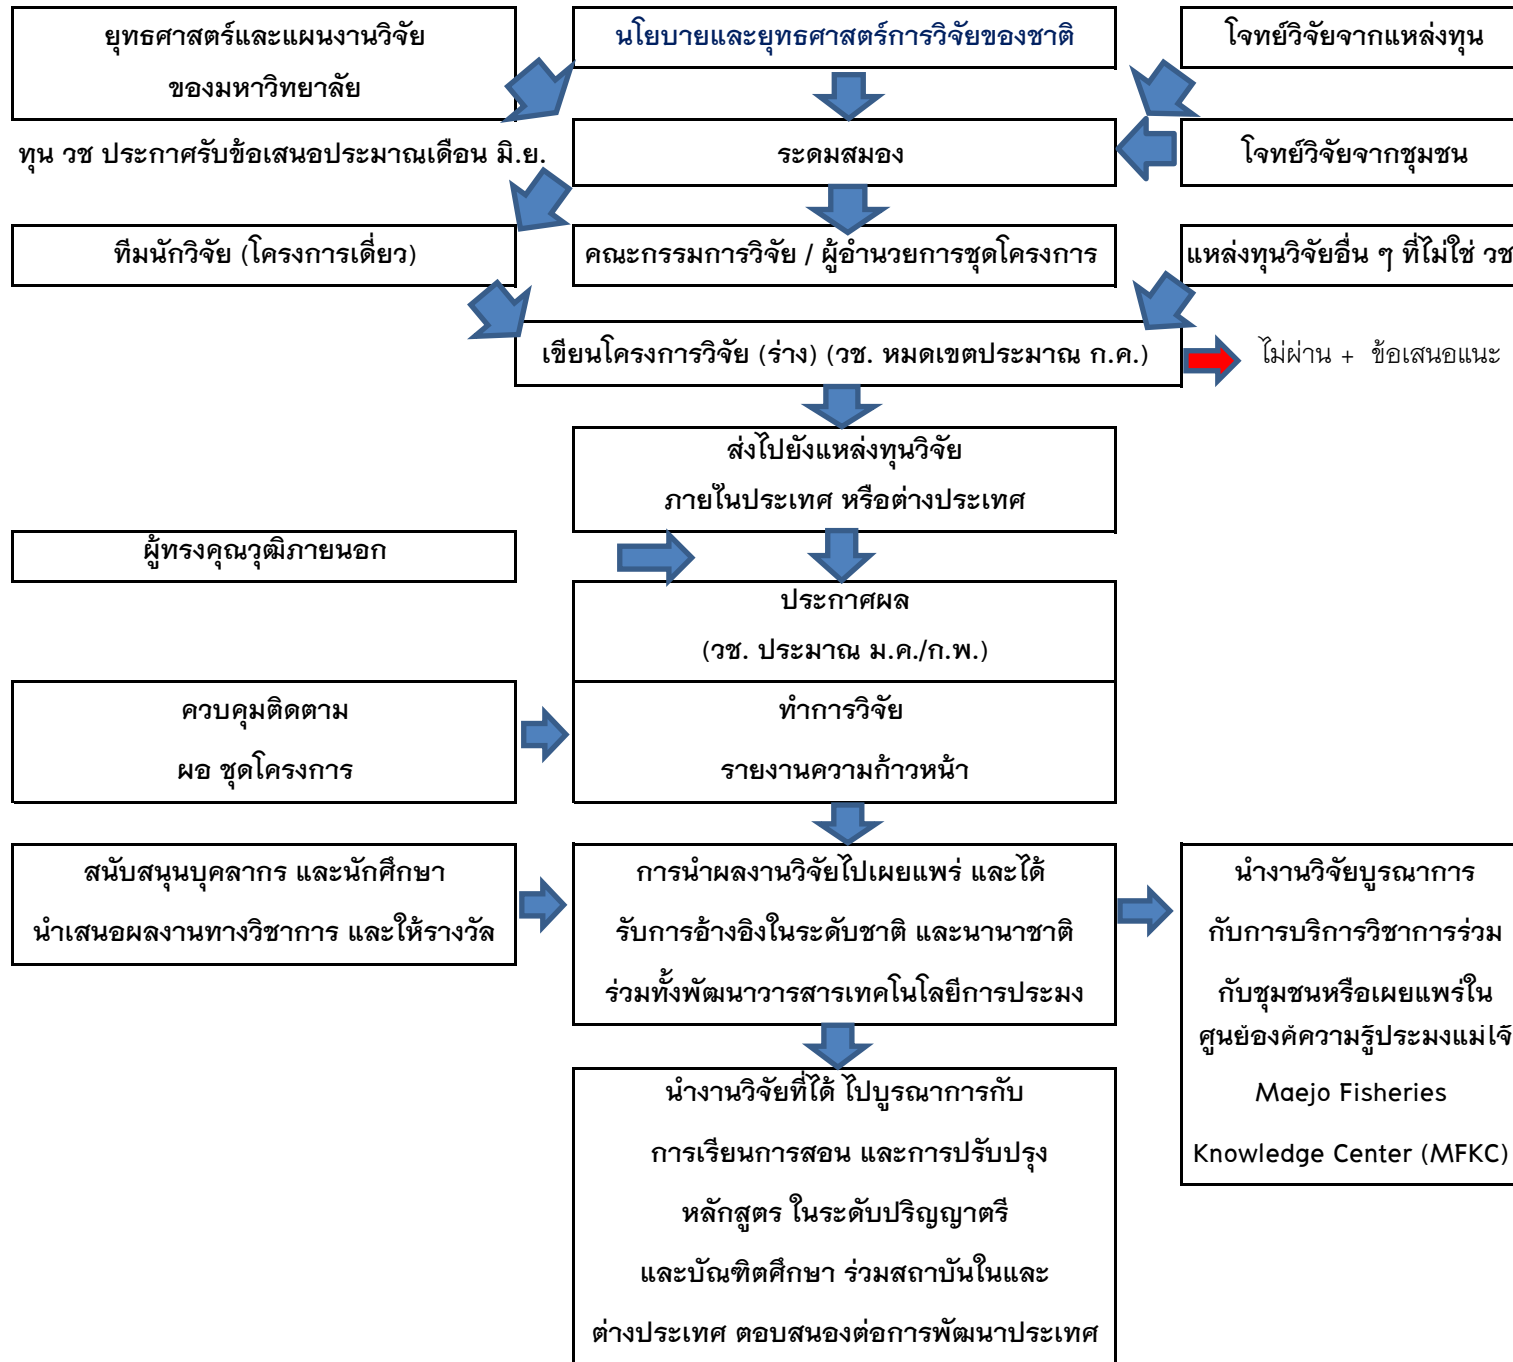 ยุทธศาสตร์และแผนงานวิจัย
ของมหาวิทยาลัย
นโยบายและยุทธศาสตร์การวิจัยของชาติ
โจทย์วิจัยจากแหล่งทุน
ทุน วช ประกาศรับข้อเสนอประมาณเดือน มิ.ย.
ระดมสมอง
โจทย์วิจัยจากชุมชน
ทีมนักวิจัย (โครงการเดี่ยว)
คณะกรรมการวิจัย / ผู้อำนวยการชุดโครงการ
แหล่งทุนวิจัยอื่น ๆ ที่ไม่ใช่ วช
เขียนโครงการวิจัย (ร่าง) (วช. หมดเขตประมาณ ก.ค.)
ไม่ผ่าน + ข้อเสนอแนะ
ส่งไปยังแหล่งทุนวิจัย
ภายในประเทศ หรือต่างประเทศ
ผู้ทรงคุณวุฒิภายนอก
ประกาศผล
(วช. ประมาณ ม.ค./ก.พ.)
ควบคุมติดตาม
ผอ ชุดโครงการ
ทำการวิจัย
รายงานความก้าวหน้า
สนับสนุนบุคลากร และนักศึกษา
นำเสนอผลงานทางวิชาการ และให้รางวัล
การนำผลงานวิจัยไปเผยแพร่ และได้
รับการอ้างอิงในระดับชาติ และนานาชาติ
ร่วมทั้งพัฒนาวารสารเทคโนโลยีการประมง
นำงานวิจัยบูรณาการ
กับการบริการวิชาการร่วม
กับชุมชนหรือเผยแพร่ใน
ศูนย์องค์ความรู้ประมงแม่โจ้
Maejo Fisheries
Knowledge Center (MFKC)
นำงานวิจัยที่ได้ ไปบูรณาการกับ
การเรียนการสอน และการปรับปรุง
หลักสูตร ในระดับปริญญาตรี
และบัณฑิตศึกษา ร่วมสถาบันในและ
ต่างประเทศ ตอบสนองต่อการพัฒนาประเทศ